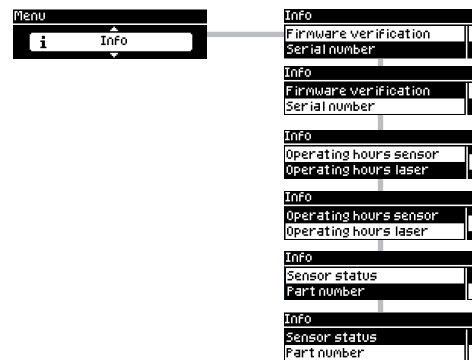 Menu
i Info
Info
Firmware verification
Serial number
Info
Firmware verification
Serial number
Info
Operating hours sensor
Operating hours laser
Info
Operating hours sensor
Operating hours laser
Info
Sensor status
Part number
Info
Sensor status
Part number